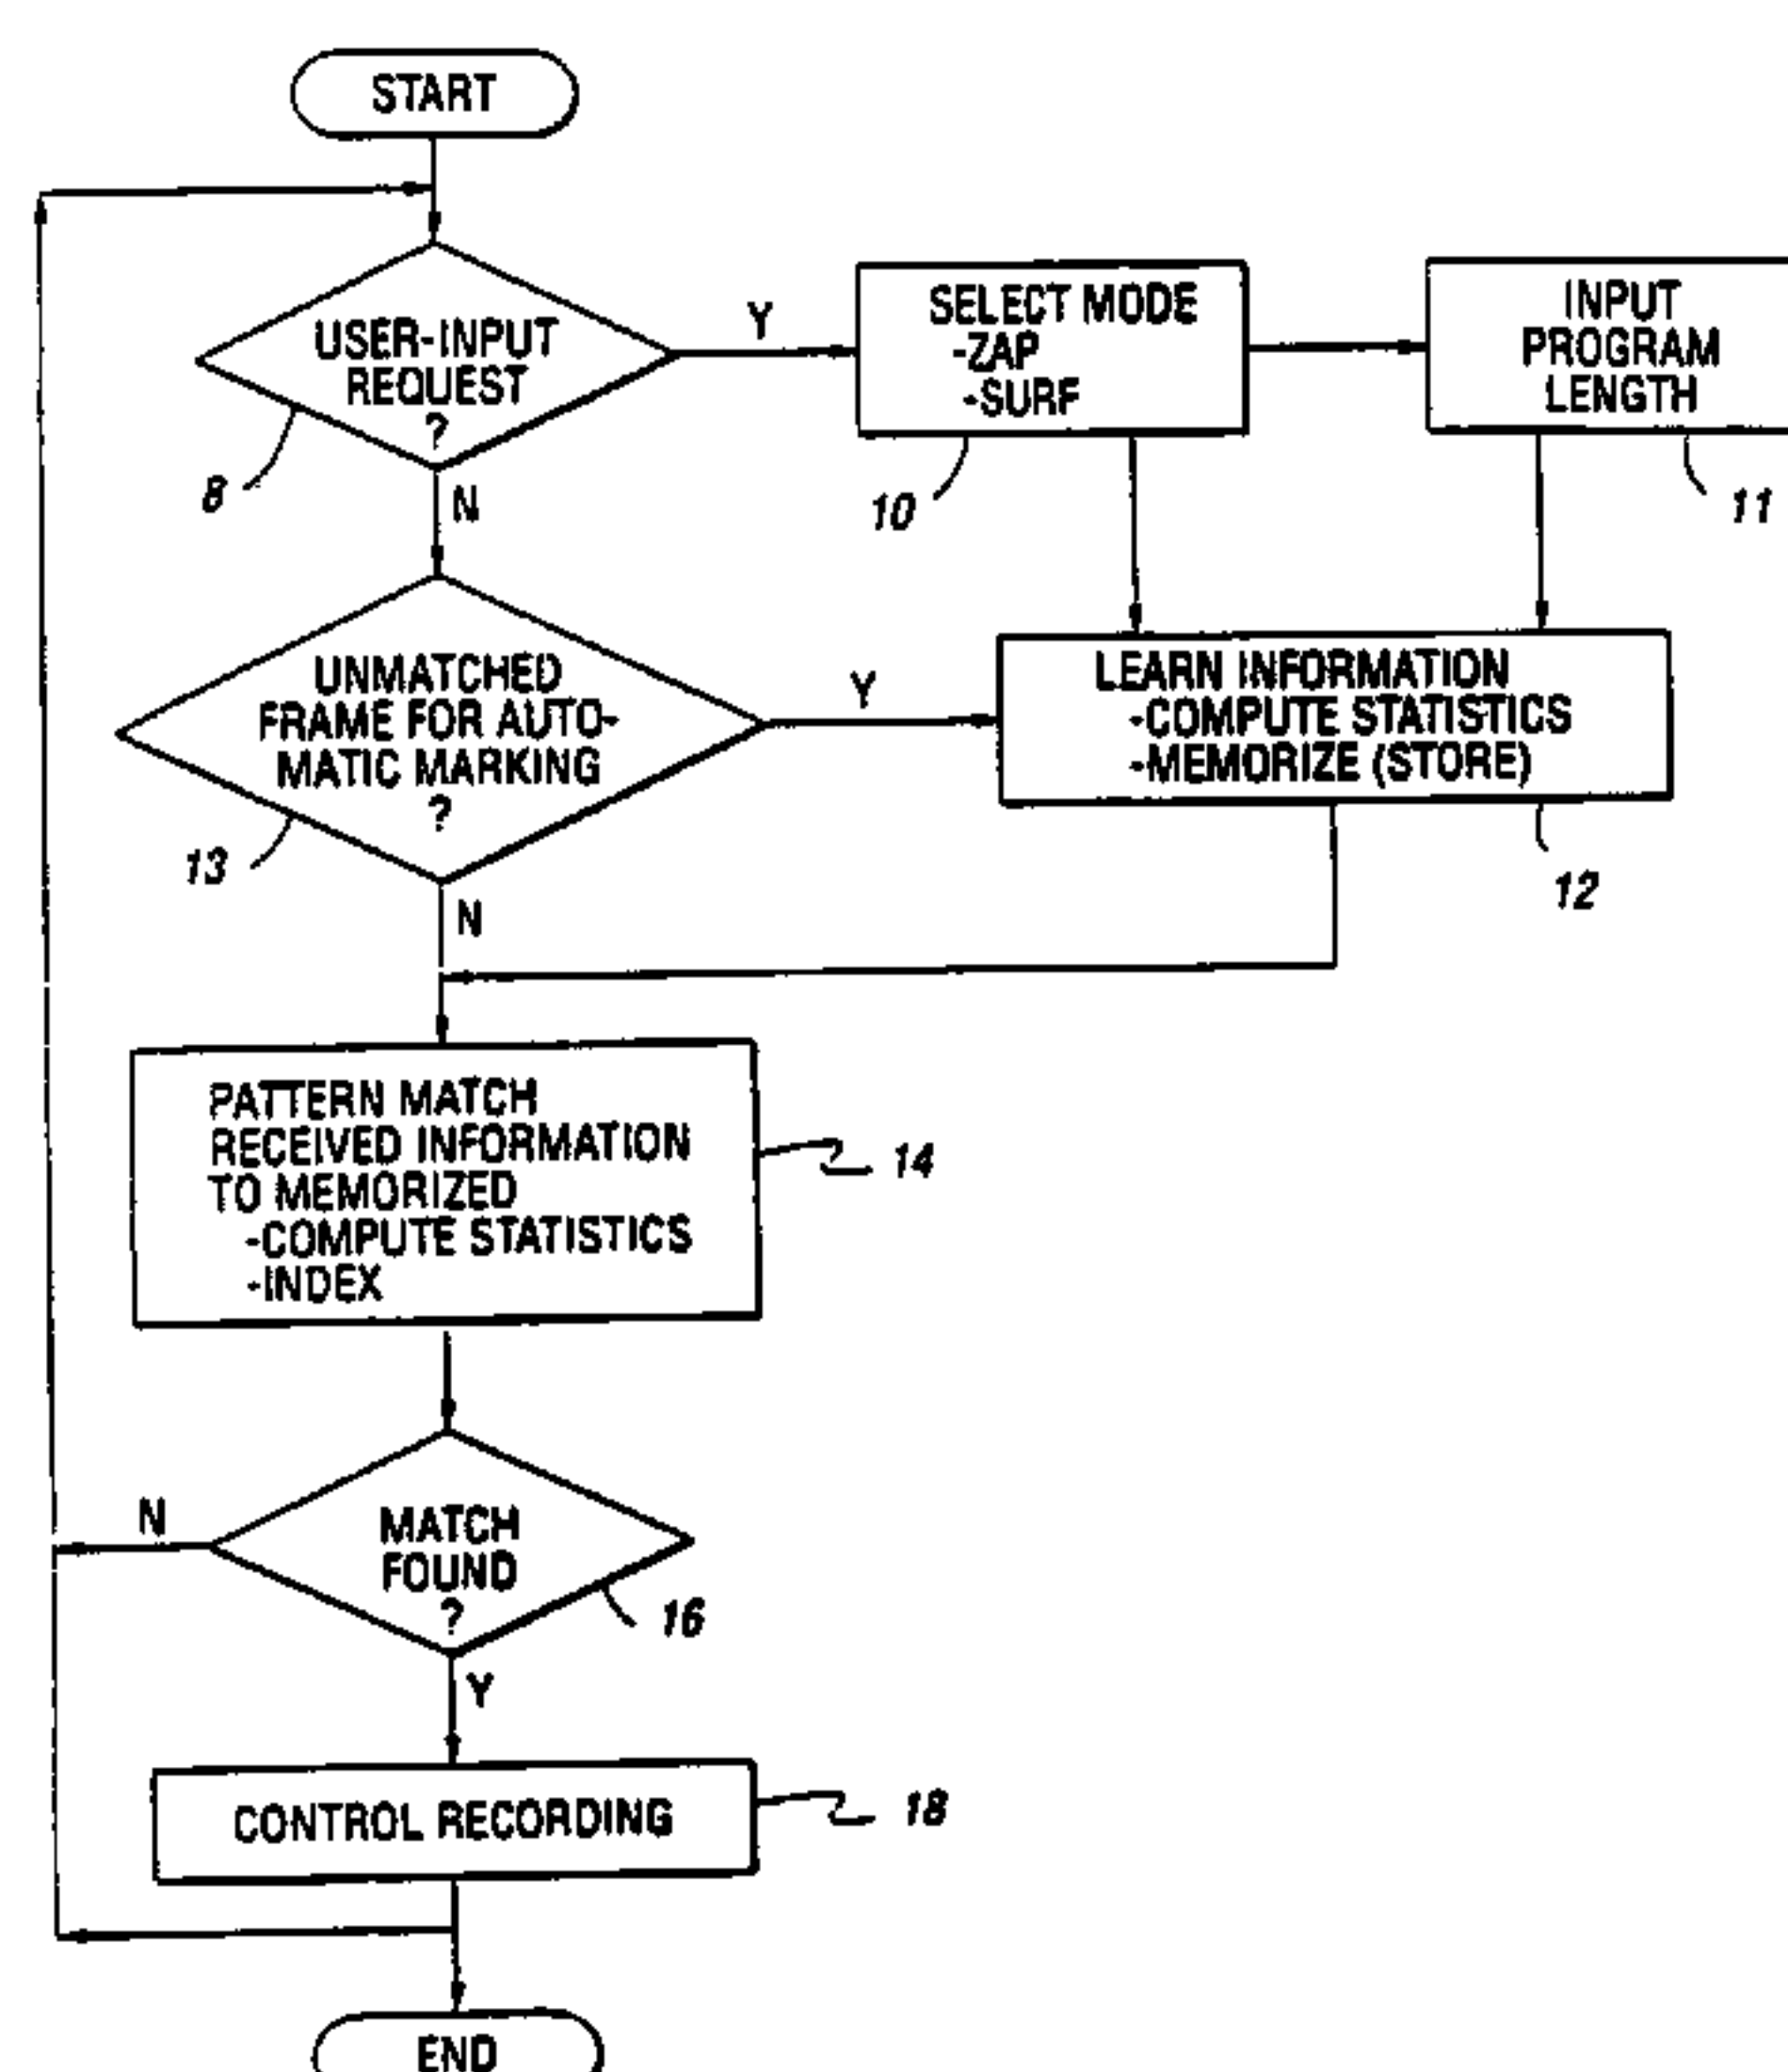 START
USER-INPUT
REQUEST
?
8
Y
N
SELECT MODE
-ZAP
-SURF
10
INPUT
PROGRAM
LENGTH
11
UNMATCHED
FRAME FOR AUTO-
MATIC MARKING
?
13
Y
N
LEARN INFORMATION
-COMPUTE STATISTICS
-MEMORIZE (STORE)
12
PATTERN MATCH
RECEIVED INFORMATION
TO MEMORIZED
-COMPUTE STATISTICS
-INDEX
14
MATCH
FOUND
?
16
N
Y
CONTROL RECORDING
18
END